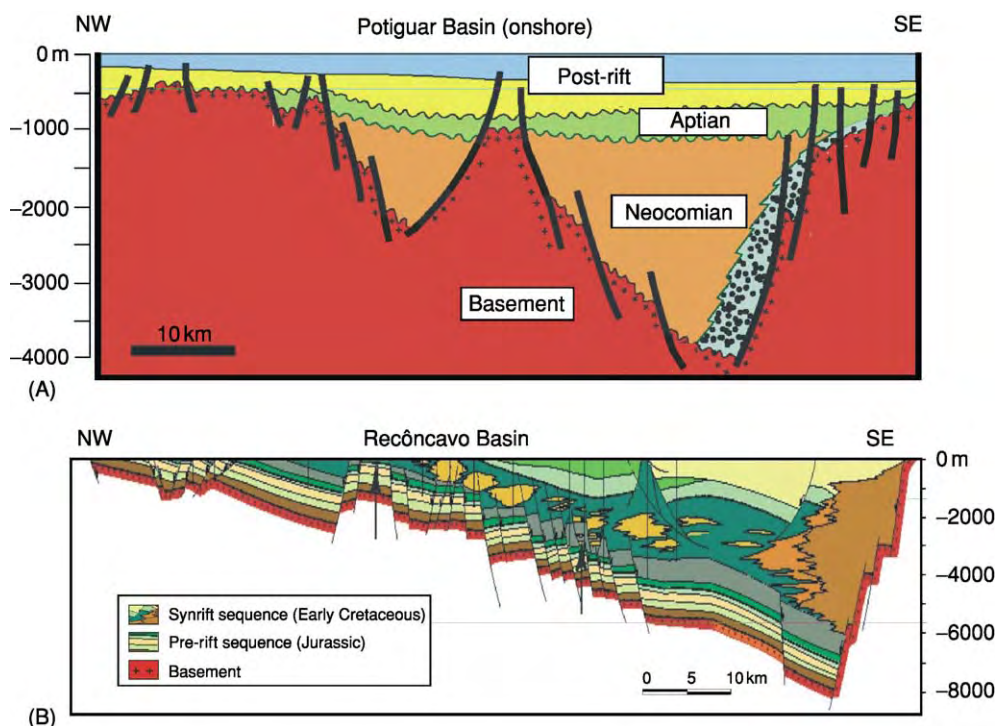 NW
Potiguar Basin (onshore)
SE
0 m
Post-rift
–1000
Aptian
–2000
Neocomian
–3000
Basement
10 km
–4000
(A)
NW
Recôncavo Basin
SE
0 m
–2000
–4000
Synrift sequence (Early Cretaceous)
Pre-rift sequence (Jurassic)
Basement
–6000
0 5 10 km
–8000
(B)